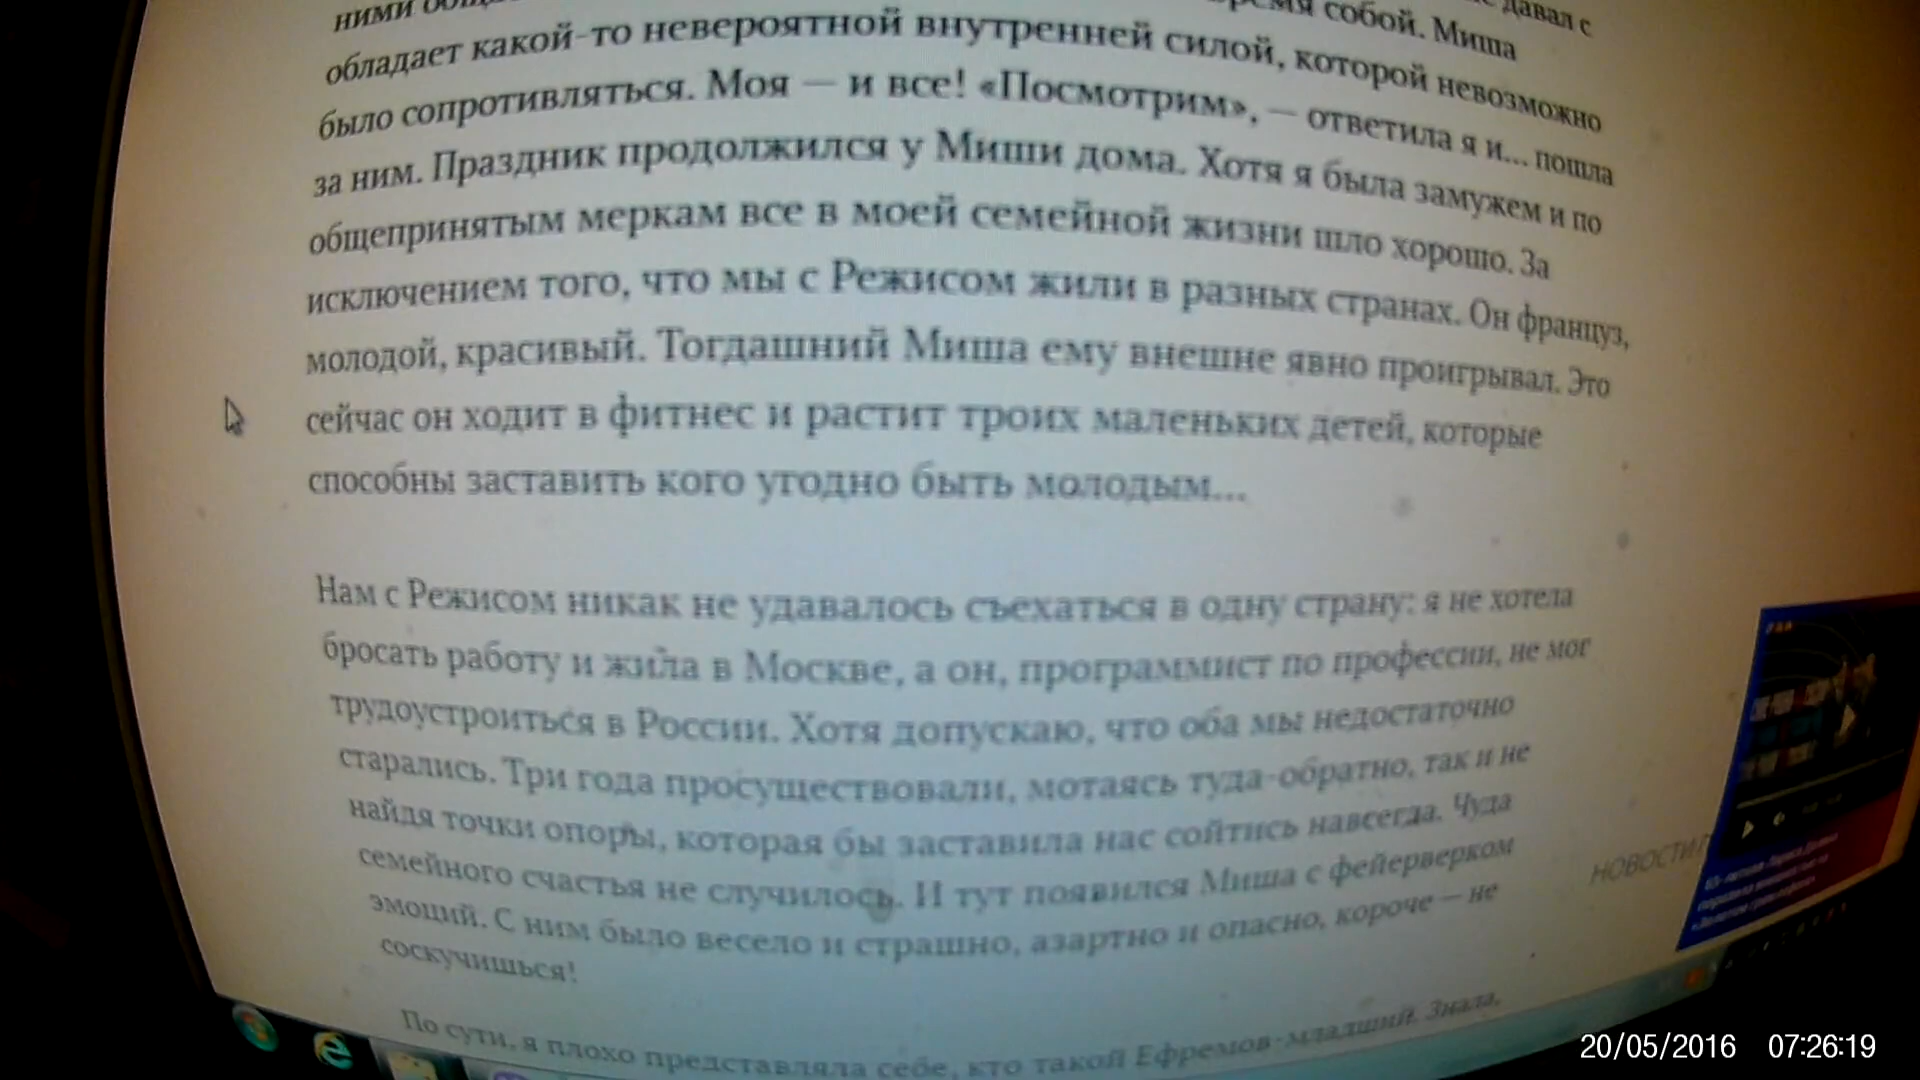 ними
давал с
собой. Миша
обладает какой-то невероятной внутренней силой, которой невозможно
было сопротивляться. Моя — и все! «Посмотрим», — ответила я и... пошла
за ним. Праздник продолжился у Миши дома. Хотя я была замужем и по
общепринятым меркам все в моей семейной жизни шло хорошо. За
исключением того, что мы с Режисом жили в разных странах. Он француз,
молодой, красивый. Тогдашний Миша ему внешне явно проигрывал. Это
сейчас он ходит в фитнес и растит троих маленьких детей, которые
способны заставить кого угодно быть молодым...
Нам с Режисом никак не удавалось съехаться в одну страну: я не хотела
бросать работу и жила в Москве, а он, программист по профессии, не мог
трудоустроиться в России. Хотя допускаю, что оба мы недостаточно
старались. Три года просуществовали, мотаясь туда-обратно, так и не
найдя точки опоры, которая бы заставила нас сойтись навсегда. Чуда
семейного счастья не случилось. И тут появился Миша с фейерверком
эмоций. С ним было весело и страшно, азартно и опасно, короче — не
соскучишься!
По сути, я плохо представляла себе, кто такой Ефремов-младший. Знала,
НОВОСТИ
20/05/2016 07:26:19